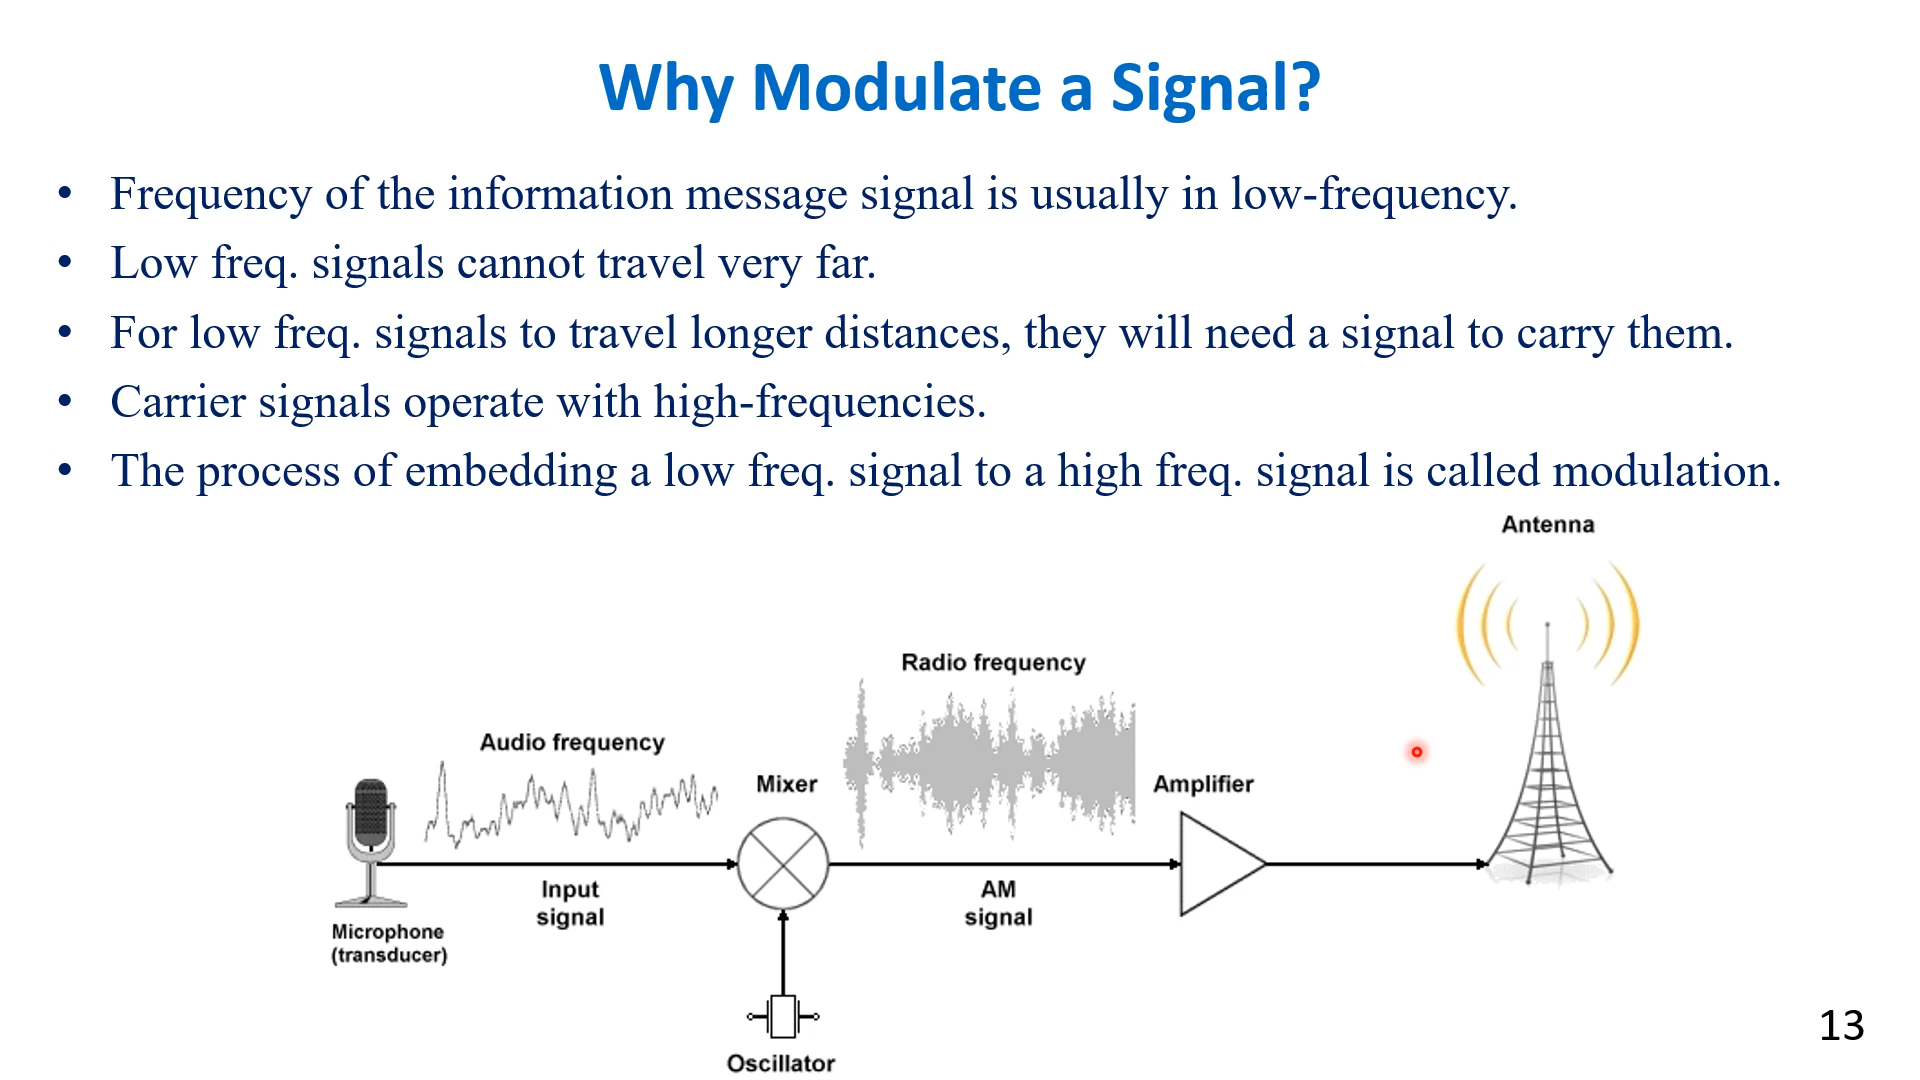 Why Modulate a Signal?
• Frequency of the information message signal is usually in low-frequency.
• Low freq. signals cannot travel very far.
• For low freq. signals to travel longer distances, they will need a signal to carry them.
• Carrier signals operate with high-frequencies.
• The process of embedding a low freq. signal to a high freq. signal is called modulation.
Antenna
Radio frequency
Audio frequency
Mixer
Amplifier
Input
signal
AM
signal
Microphone
(transducer)
Oscillator
13